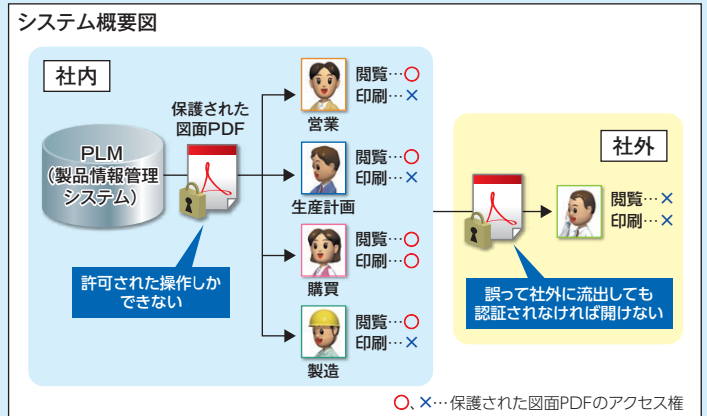 システム概要図
社内
保護された
図面PDF
PLM
(製品情報管理
システム)
許可された操作しか
できない
閲覧…○
印刷…×
営業
閲覧…○
印刷…×
生産計画
閲覧…○
印刷…○
購買
閲覧…○
印刷…×
製造
社外
閲覧…×
印刷…×
誤って社外に流出しても
認証されなければ開けない
○、×…保護された図面PDFのアクセス権